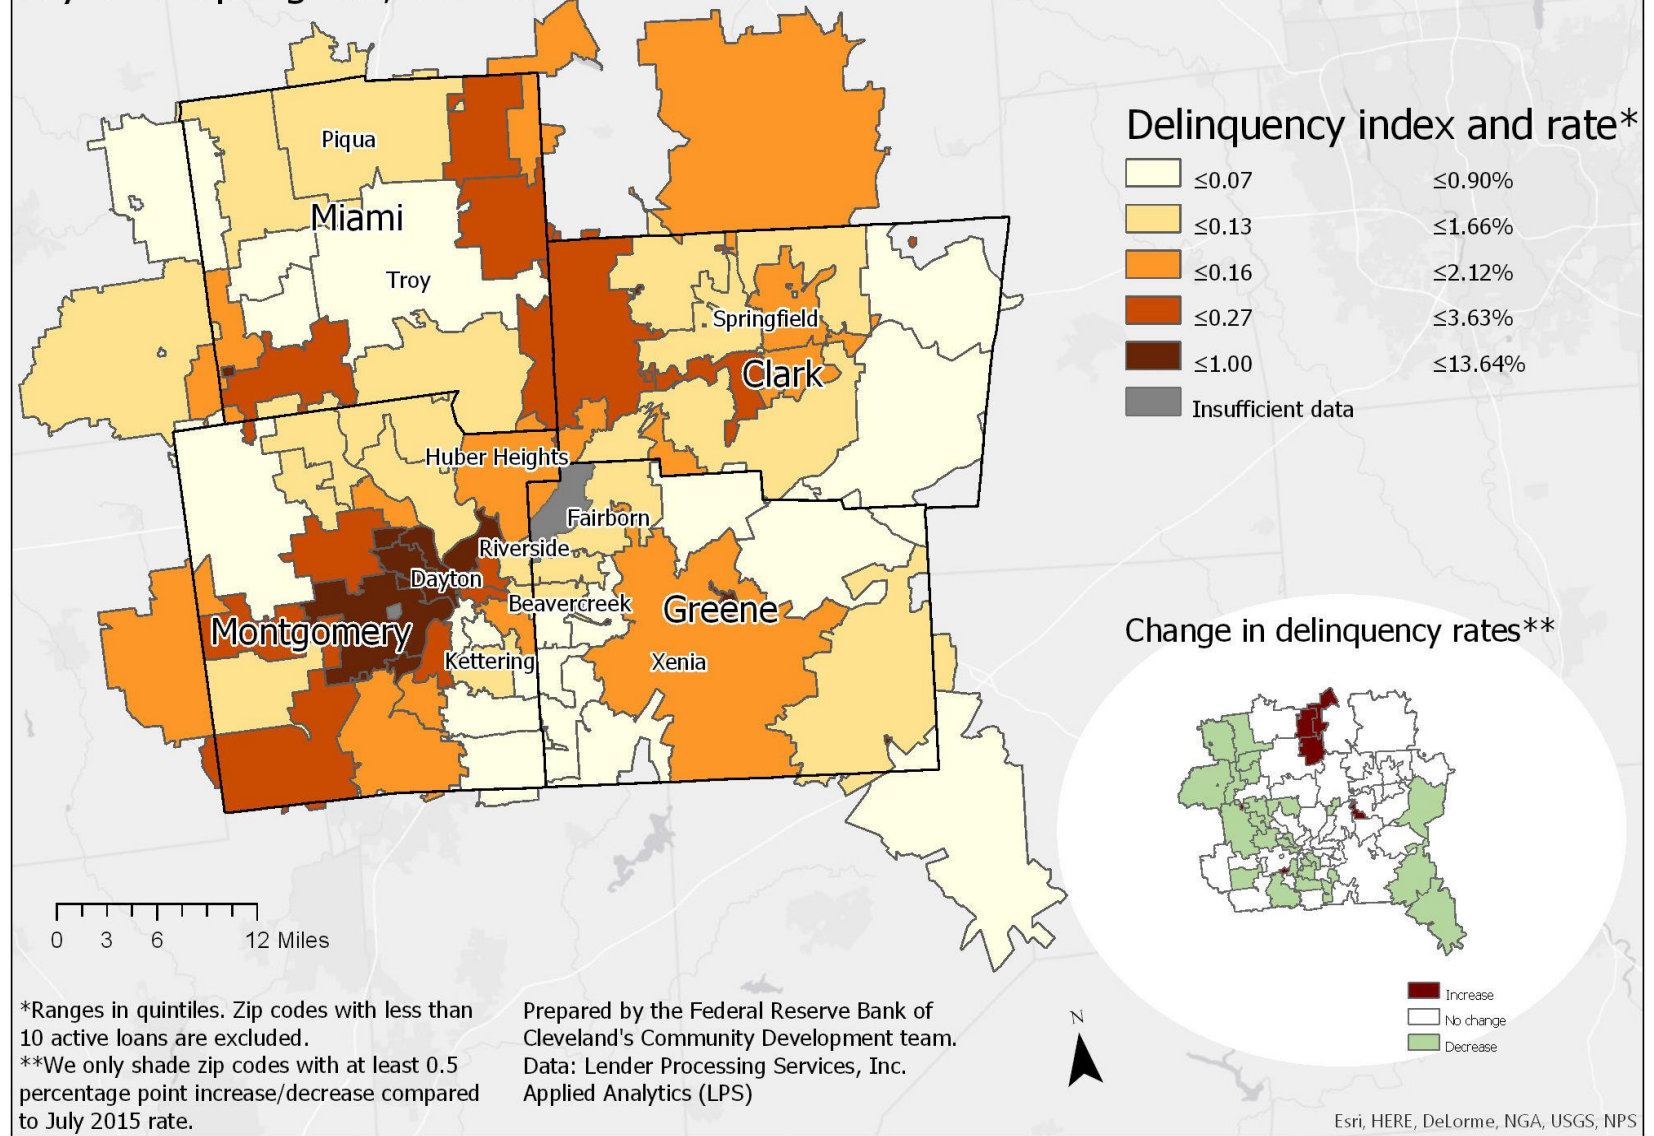 Delinquency index and rate*
≤0.07 ≤0.90%
≤0.13 ≤1.66%
≤0.16 ≤2.12%
≤0.27 ≤3.63%
≤1.00 ≤13.64%
Insufficient data
Piqua
Miami
Troy
Springfield
Clark
Huber Heights
Fairborn
Riverside
Dayton
Beavercreek
Greene
Montgomery
Kettering
Xenia
Change in delinquency rates**
Increase
No change
Decrease
0 3 6 12 Miles
N
*Ranges in quintiles. Zip codes with less than
10 active loans are excluded.
**We only shade zip codes with at least 0.5
percentage point increase/decrease compared
to July 2015 rate.
Prepared by the Federal Reserve Bank of
Cleveland's Community Development team.
Data: Lender Processing Services, Inc.
Applied Analytics (LPS)
Esri, HERE, DeLorme, NGA, USGS, NPS